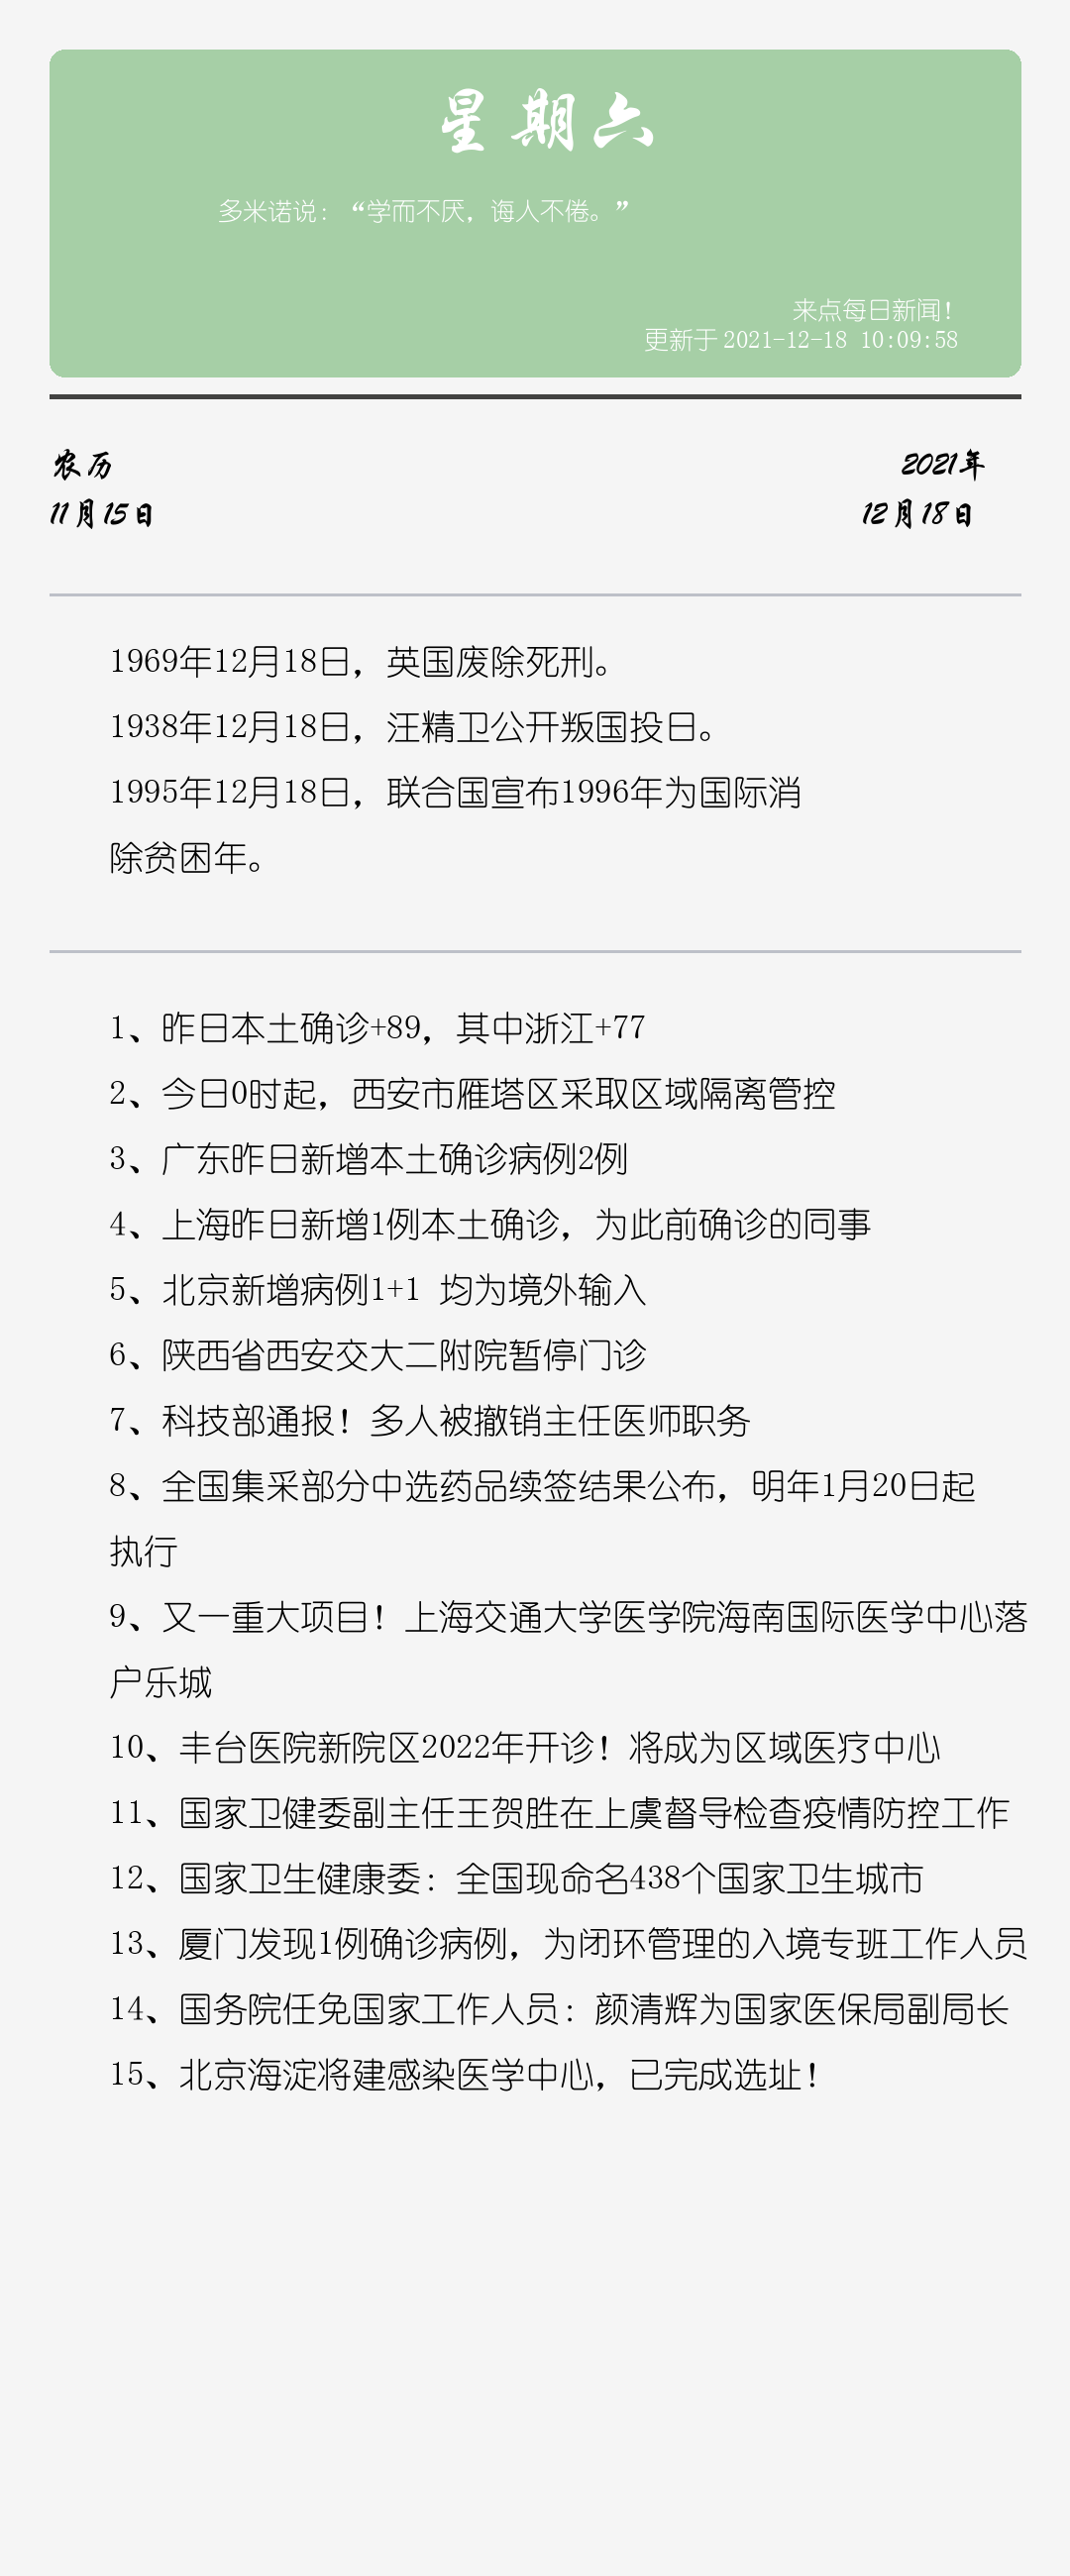 星期六
多米诺说：“学而不厌，诲人不倦。”
来点每日新闻！
更新于 2021-12-18 10:09:58
农历
2021年
11月15日
12月18日
1969年12月18日，英国废除死刑。
1938年12月18日，汪精卫公开叛国投日。
1995年12月18日，联合国宣布1996年为国际消
除贫困年。
1、昨日本土确诊+89，其中浙江+77
2、今日0时起，西安市雁塔区采取区域隔离管控
3、广东昨日新增本土确诊病例2例
4、上海昨日新增1例本土确诊，为此前确诊的同事
5、北京新增病例1+1 均为境外输入
6、陕西省西安交大二附院暂停门诊
7、科技部通报！多人被撤销主任医师职务
8、全国集采部分中选药品续签结果公布，明年1月20日起
执行
9、又一重大项目！上海交通大学医学院海南国际医学中心落
户乐城
10、丰台医院新院区2022年开诊！将成为区域医疗中心
11、国家卫健委副主任王贺胜在上虞督导检查疫情防控工作
12、国家卫生健康委：全国现命名438个国家卫生城市
13、厦门发现1例确诊病例，为闭环管理的入境专班工作人员
14、国务院任免国家工作人员：颜清辉为国家医保局副局长
15、北京海淀将建感染医学中心，已完成选址！